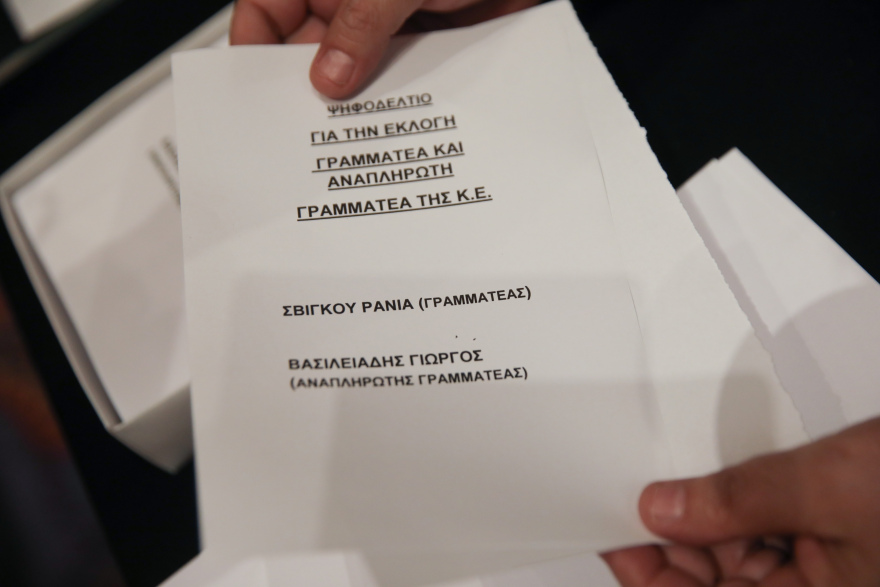 ΨΗΦΟΔΕΛΤΙΟ
ΓΙΑ ΤΗΝ ΕΚΛΟΓΗ
ΓΡΑΜΜΑΤΕΑ ΚΑΙ
ΑΝΑΠΛΗΡΩΤΗ
ΓΡΑΜΜΑΤΕΑ ΤΗΣ Κ.Ε.
ΣΒΙΓΚΟΥ ΡΑΝΙΑ (ΓΡΑΜΜΑΤΕΑΣ)
ΒΑΣΙΛΕΙΑΔΗΣ ΓΙΩΡΓΟΣ
(ΑΝΑΠΛΗΡΩΤΗΣ ΓΡΑΜΜΑΤΕΑΣ)